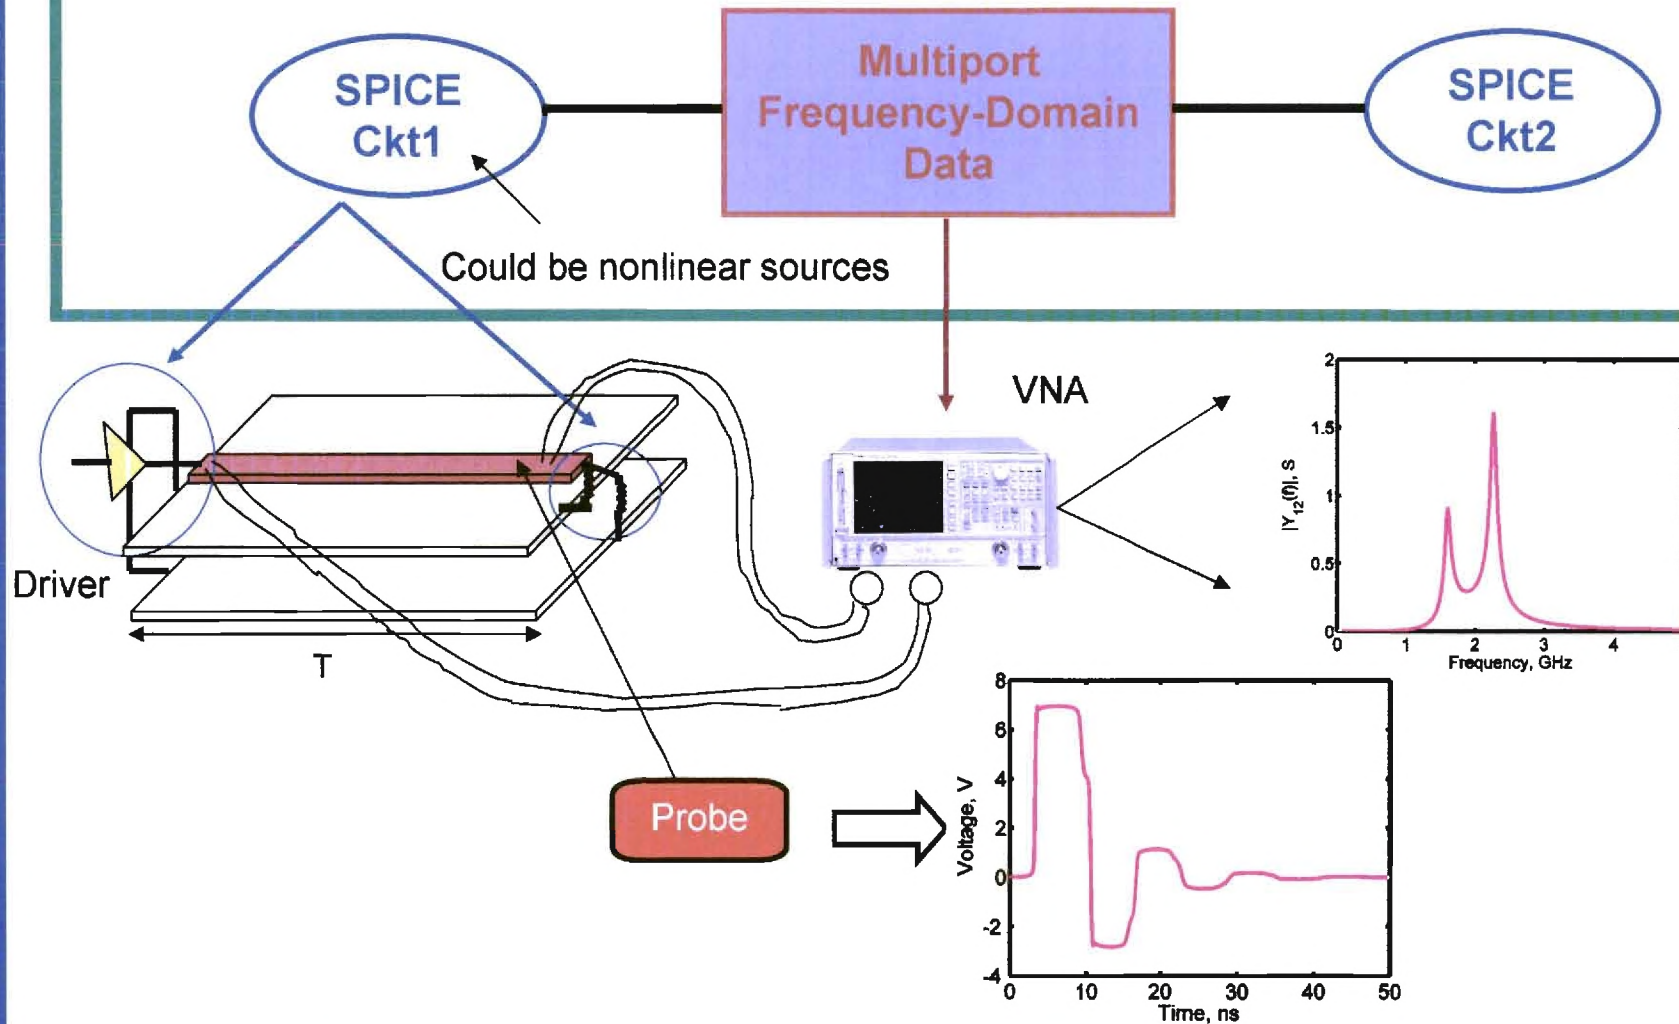 SPICE
Ckt1
Multiport
Frequency-Domain
Data
SPICE
Ckt2
Could be nonlinear sources
VNA
Driver
T
Probe
|Y12(f)|, S
2
1.5
1
0.5
0
0 1 2 3 4
Frequency, GHz
Voltage, V
8
6
4
2
0
-2
-4
0 10 20 30 40 50
Time, ns